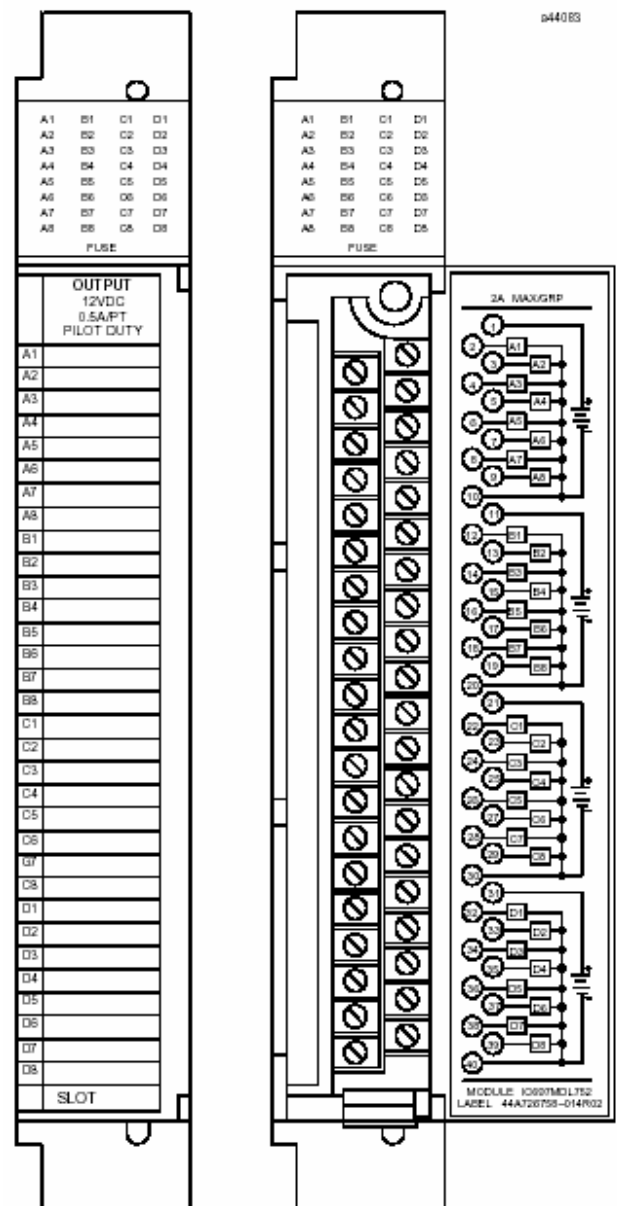 a44083
A1 B1 C1 D1
A2 B2 C2 D2
A3 B3 C3 D3
A4 B4 C4 D4
A5 B5 C5 D5
A6 B6 D6 D6
A7 B7 C7 D7
A8 B8 C8 D8
FUSE
OUTPUT
12VDC
0.5A/PT
PILOT DUTY
A1
A2
A3
A4
A5
A6
A7
A8
B1
B2
B3
B4
B5
B6
B7
B8
C1
C2
C3
C4
C5
C6
G7
C8
D1
D2
D3
D4
D5
D6
D7
D8
SLOT
A1 B1 C1 D1
A2 B2 C2 D2
A3 B3 C3 D3
A4 B4 C4 D4
A5 B5 C5 D5
A6 B6 C6 D3
A7 B7 C7 D7
A8 B8 C8 D8
FUSE
2A MAX/GRP
1
2 A1
3 A2
4 A3
5 A4
6 A5
7 A6
8 A7
9 A8
10
11
12 B1
13 B2
14 B3
15 B4
16 B5
17 B6
18 B7
19 B8
20
21
22 C1
23 C2
24 C3
25 C4
26 C5
27 C6
28 C7
29 C8
30
31
32 D1
33 D2
34 D3
35 D4
36 D5
37 D6
38 D7
39 D8
40
MODULE IC697MDL752
LABEL 44A726758-014R02